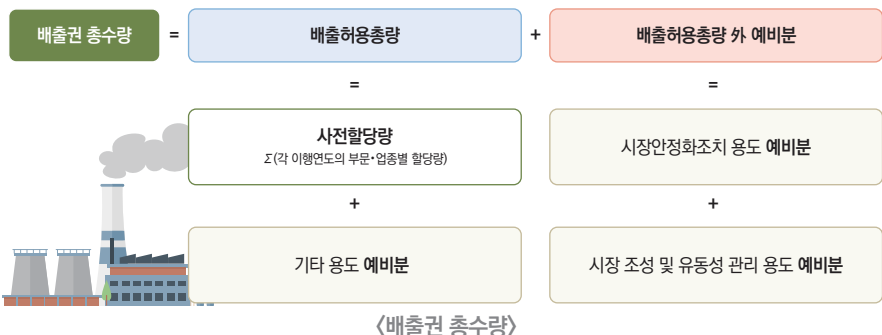 배출권 총수량 = 배출허용총량 + 배출허용총량 外 예비분
= =
사전할당량
Σ(각 이행연도의 부문·업종별 할당량)
시장안정화조치 용도 예비분
+ +
기타 용도 예비분
시장 조성 및 유동성 관리 용도 예비분
〈배출권 총수량〉